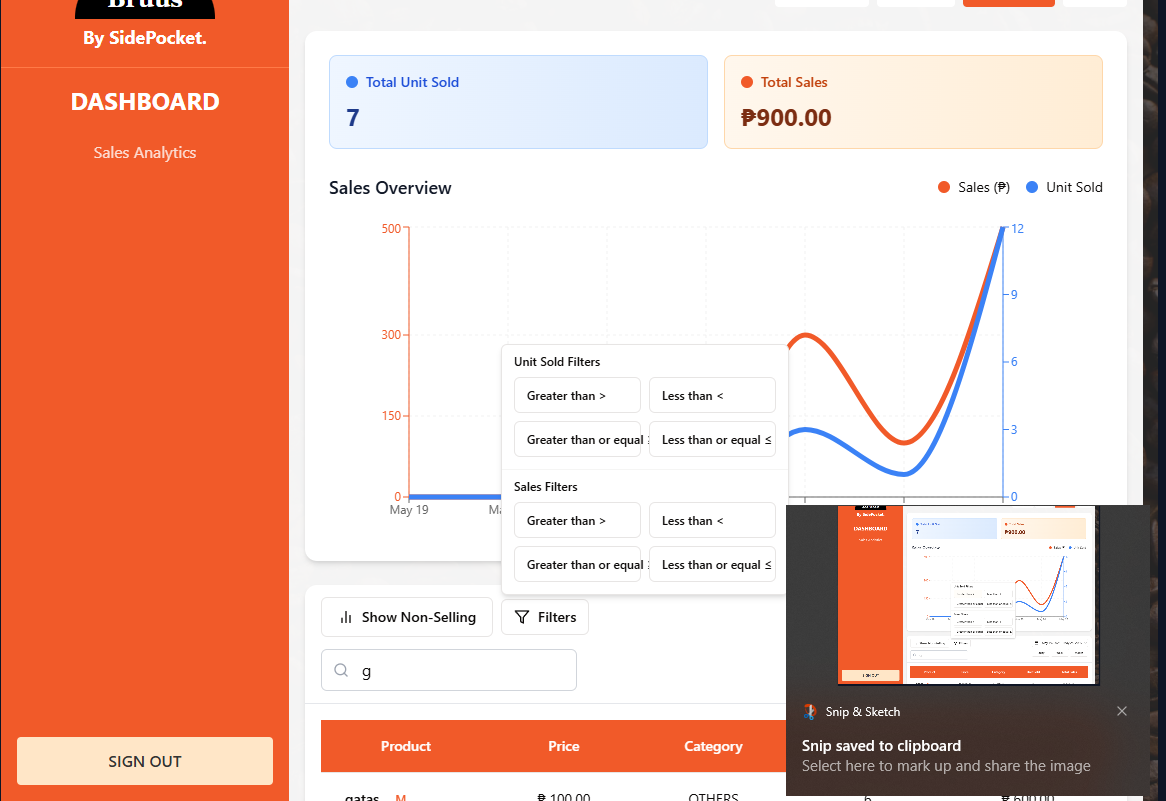 Bruus
By SidePocket.
DASHBOARD
Sales Analytics
SIGN OUT
Total Unit Sold
7
Total Sales
₱900.00
Sales Overview
Sales (₱)
Unit Sold
500
300
150
0
12
9
6
3
0
May 19
Ma
Unit Sold Filters
Greater than >
Less than <
Greater than or equal
Less than or equal ≤
Sales Filters
Greater than >
Less than <
Greater than or equal
Less than or equal ≤
Show Non-Selling
Filters
g
Product Price Category
gatas M ₱ 100.00 OTHERS 6 ₱ 600.00
Snip & Sketch
Snip saved to clipboard
Select here to mark up and share the image